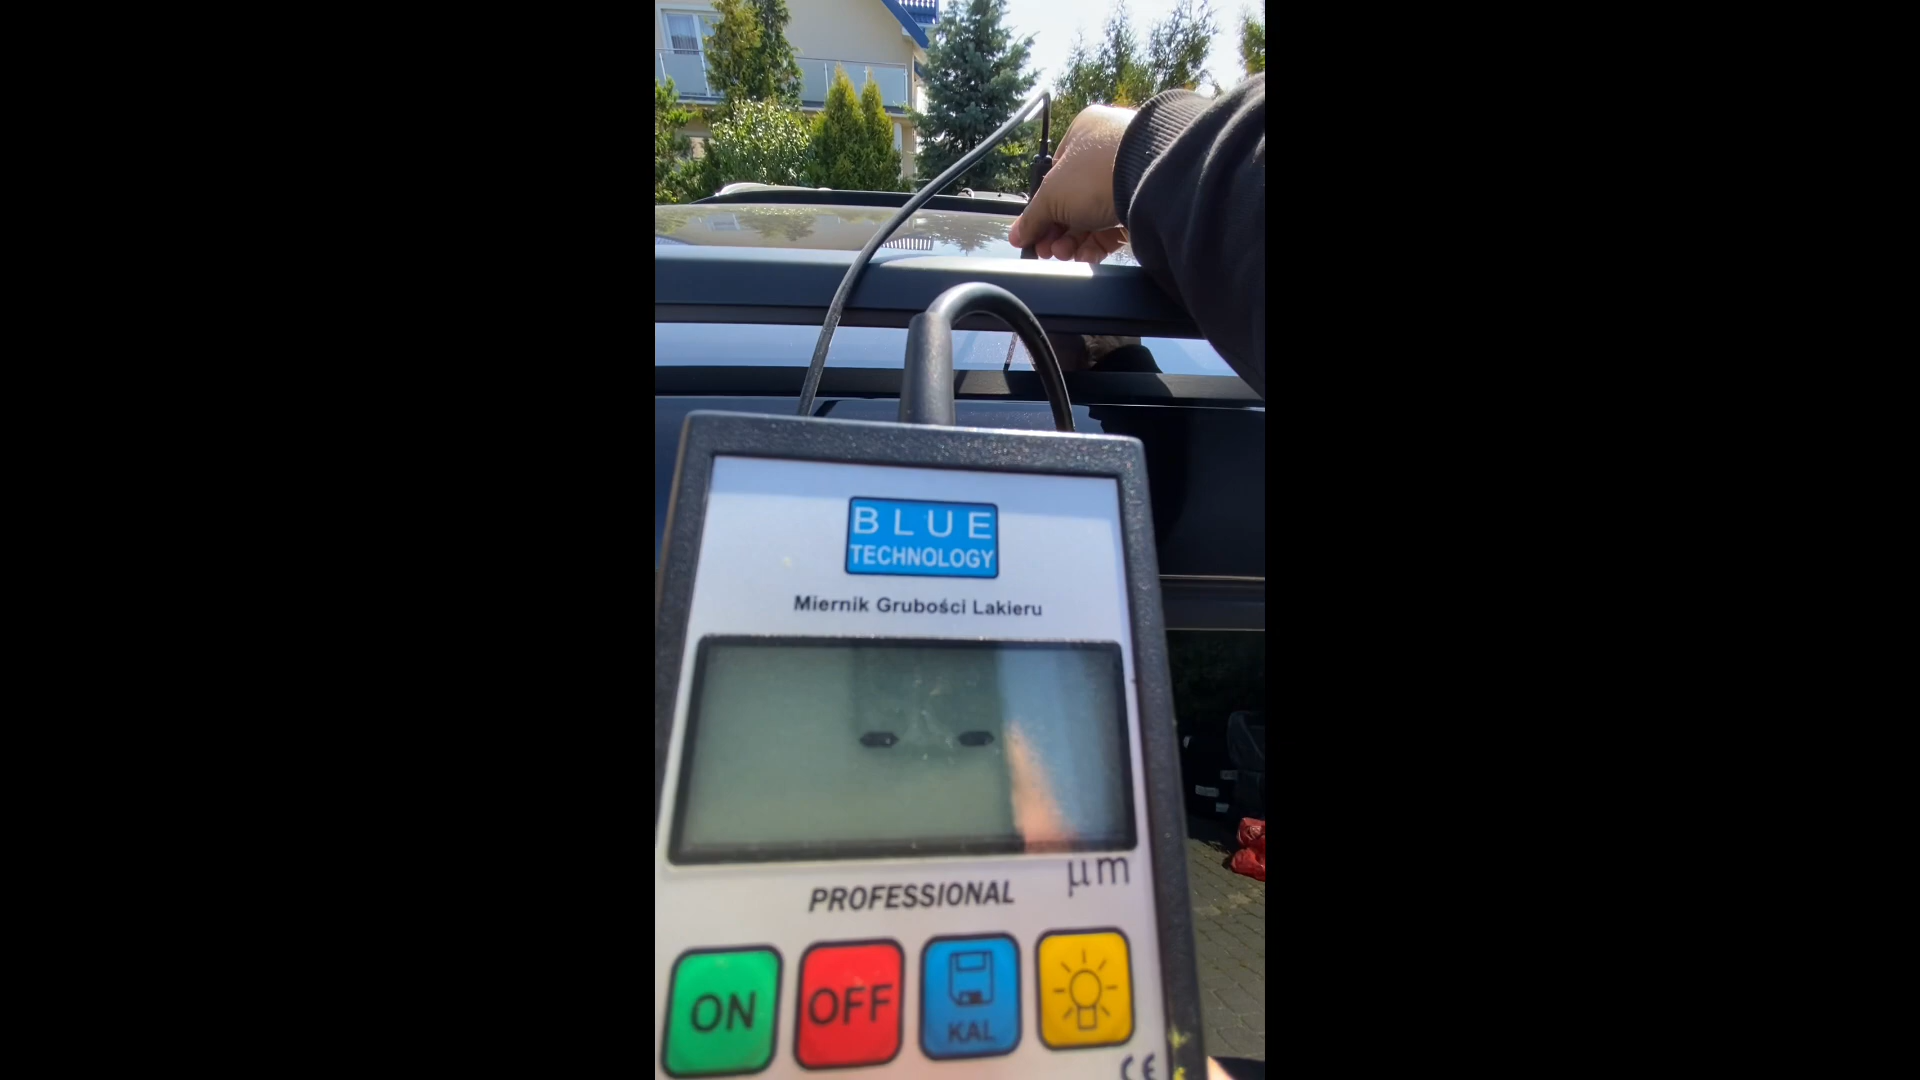 BLUE
TECHNOLOGY
Miernik Grubości Lakieru
- -
µm
PROFESSIONAL
ON
OFF
KAL
CE